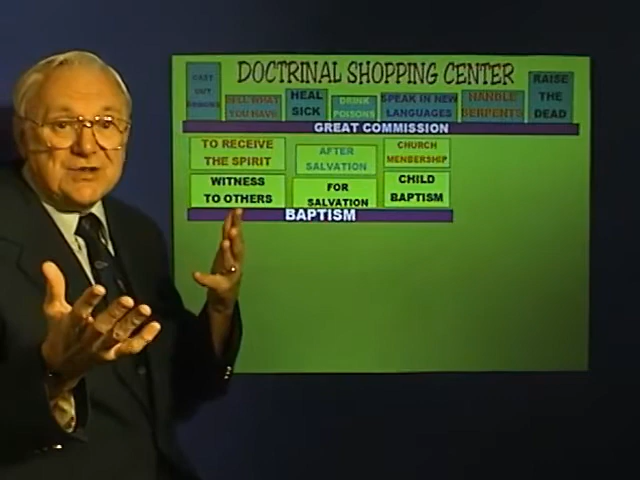 DOCTRINAL SHOPPING CENTER
CAST
OUT
DEMONS
SELL WHAT
YOU HAVE
HEAL
SICK
DRINK
POISONS
SPEAK IN NEW
LANGUAGES
HANDLE
SERPENTS
RAISE
THE
DEAD
GREAT COMMISSION
TO RECEIVE
THE SPIRIT
AFTER
SALVATION
CHURCH
MENBERSHIP
WITNESS
TO OTHERS
FOR
SALVATION
CHILD
BAPTISM
BAPTISM